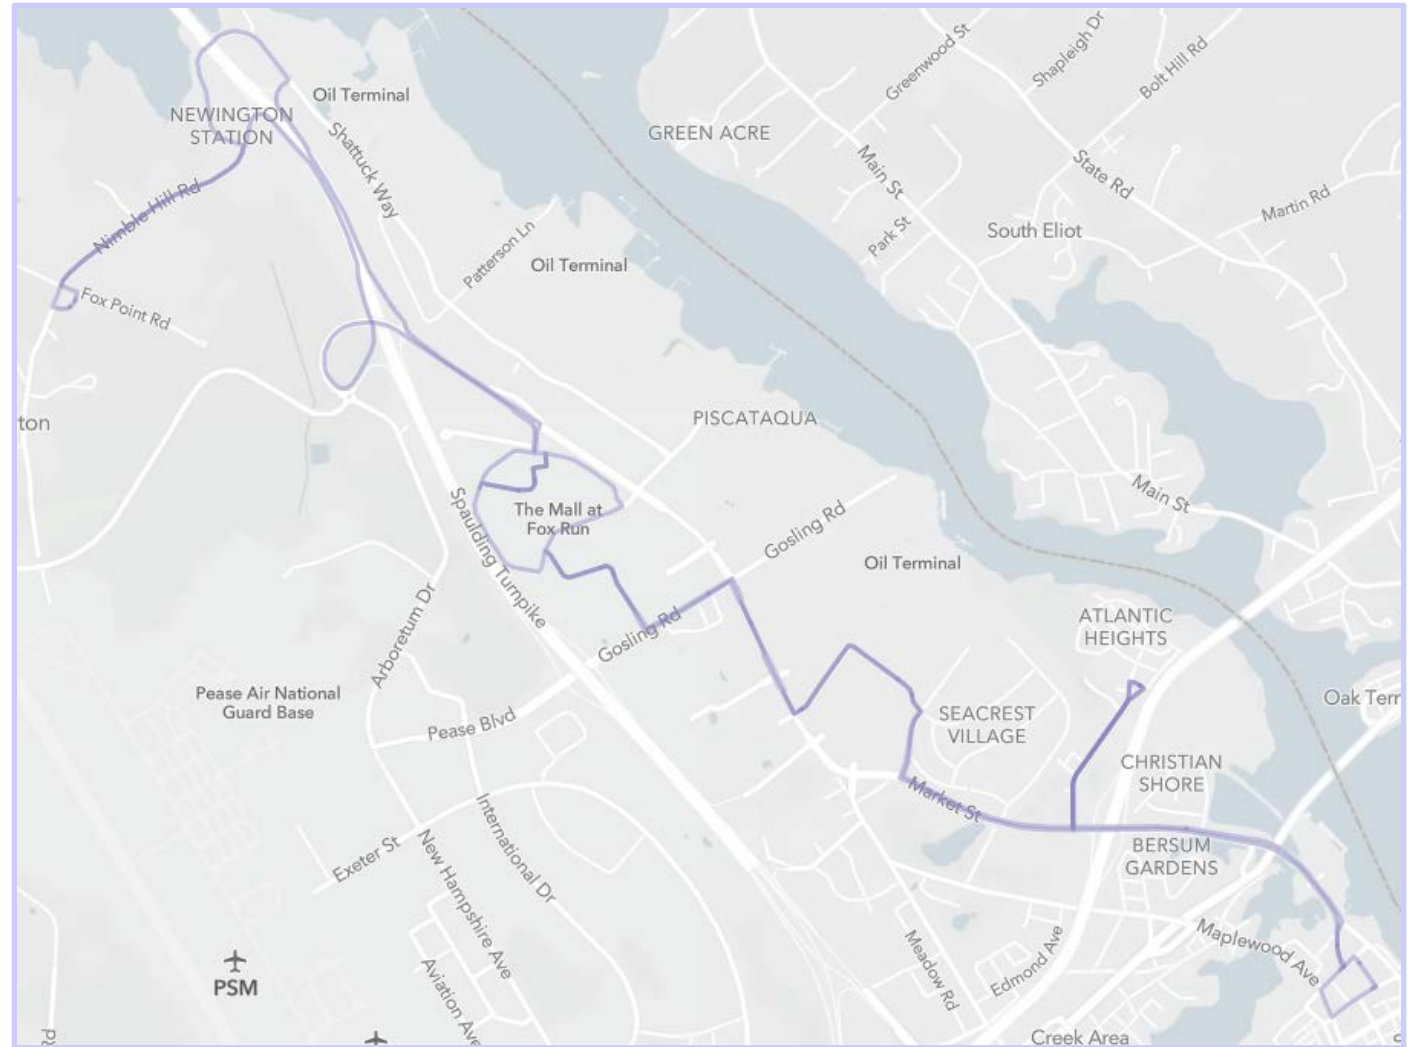 Greenwood St
Shapleigh Dr
Bolt Hill Rd
Oil Terminal
NEWINGTON
STATION
Shattuck Way
GREEN ACRE
Main St
State Rd
Nimble Hill Rd
Martin Rd
Park St
South Eliot
Patterson Ln
Oil Terminal
Fox Point Rd
ton
PISCATAQUA
Main St
Spaulding Turnpike
The Mall at
Fox Run
Gosling Rd
Oil Terminal
Arboretum Dr
Gosling Rd
ATLANTIC
HEIGHTS
Pease Air National
Guard Base
Oak Terr
Pease Blvd
SEACREST
VILLAGE
CHRISTIAN
SHORE
Market St
International Dr
Exeter St
New Hampshire Ave
BERSUM
GARDENS
Maplewood Ave
Meadow Rd
Edmond Ave
PSM
Aviation Ave
Creek Area